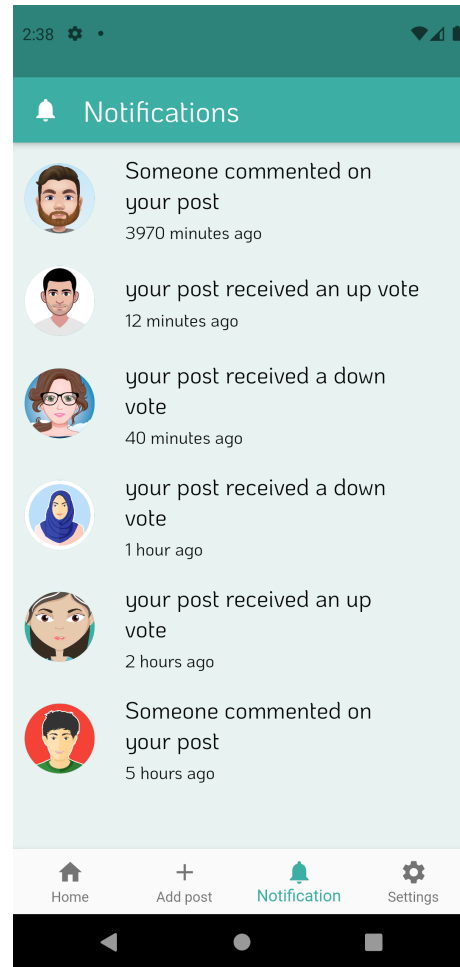 2:38
Notifications
Someone commented on
your post
3970 minutes ago
your post received an up vote
12 minutes ago
your post received a down
vote
40 minutes ago
your post received a down
vote
1 hour ago
your post received an up
vote
2 hours ago
Someone commented on
your post
5 hours ago
Home
Add post
Notification
Settings